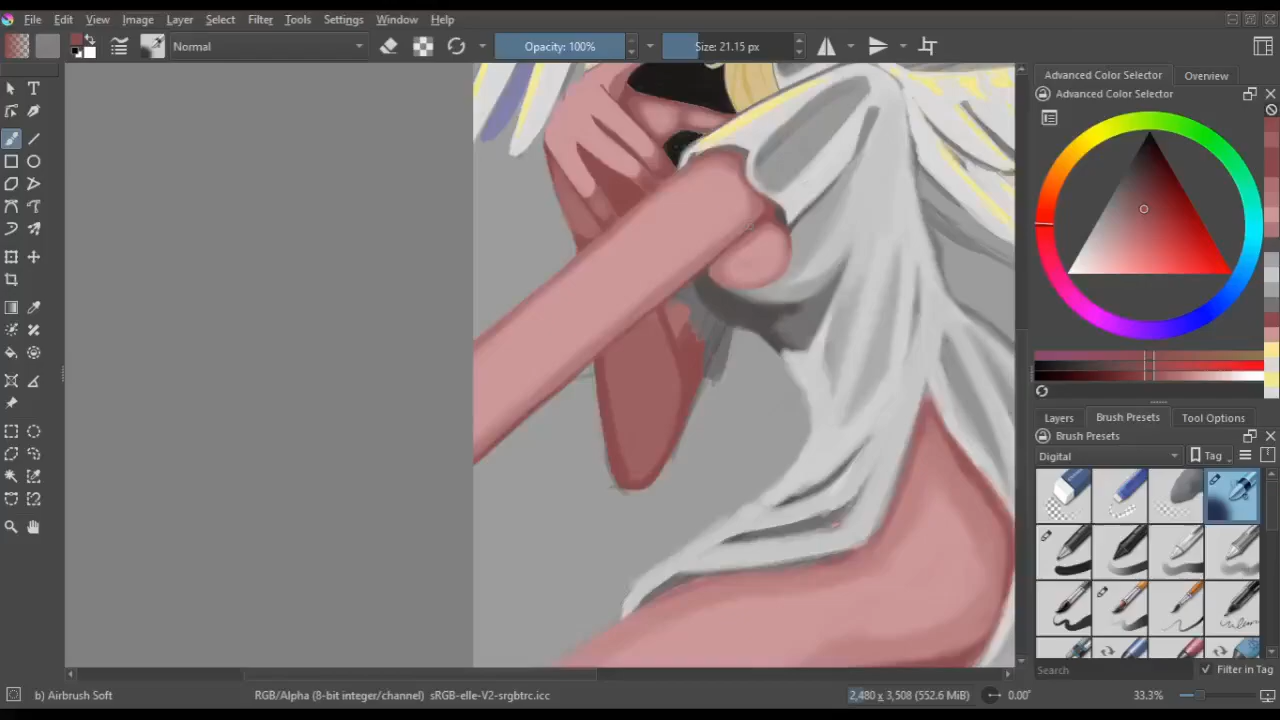 File Edit View Image Layer Select Filter Tools Settings Window Help
Normal Opacity: 100% Size: 21.15 px
Advanced Color Selector Overview
Advanced Color Selector
Layers Brush Presets Tool Options
Brush Presets
Digital Tag
Search Filter in Tag
b) Airbrush Soft RGB/Alpha (8-bit integer/channel) sRGB-elle-V2-srgbtrc.icc 2,480 x 3,508 (552.6 MiB) 0.00° 33.3%